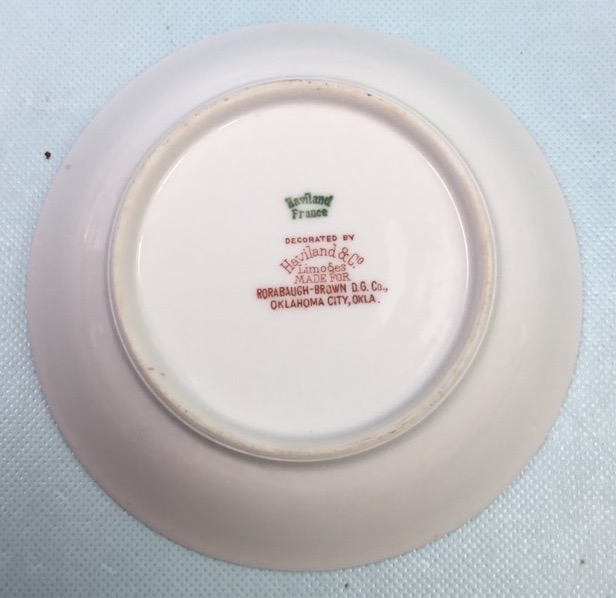 Haviland
France
DECORATED BY
Haviland & Co
Limoges
MADE FOR
RORABAUGH-BROWN D.G. Co.,
OKLAHOMA CITY, OKLA.